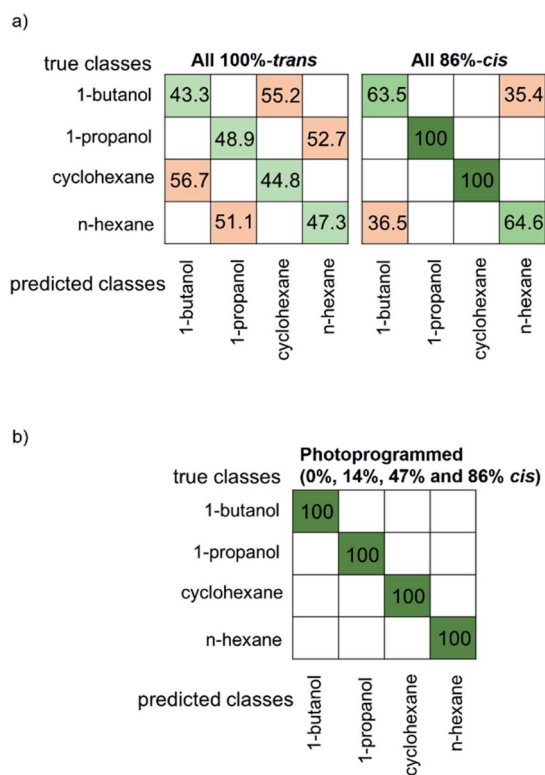 a)
All 100%-trans
All 86%-cis
true classes
1-butanol
43.3
55.2
63.5
35.4
1-propanol
48.9
52.7
100
cyclohexane
56.7
44.8
100
n-hexane
51.1
47.3
36.5
64.6
predicted classes
1-butanol
1-propanol
cyclohexane
n-hexane
1-butanol
1-propanol
cyclohexane
n-hexane
b)
Photoprogrammed
true classes
(0%, 14%, 47% and 86% cis)
1-butanol
100
1-propanol
100
cyclohexane
100
n-hexane
100
predicted classes
1-butanol
1-propanol
cyclohexane
n-hexane